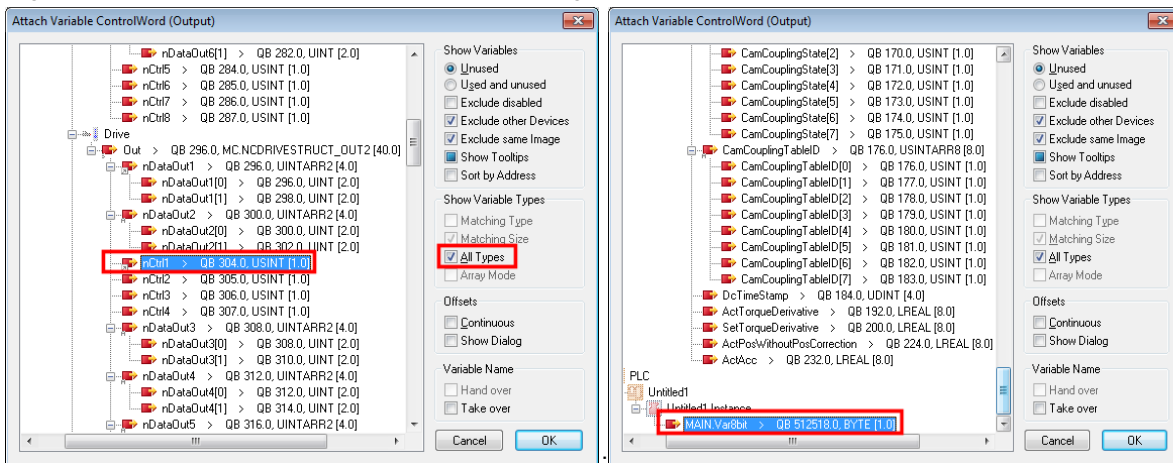 Attach Variable ControlWord (Output)
nDataOut6[1] > QB 282.0, UINT [2.0]
nCtrl5 > QB 284.0, USINT [1.0]
nCtrl6 > QB 285.0, USINT [1.0]
nCtrl7 > QB 286.0, USINT [1.0]
nCtrl8 > QB 287.0, USINT [1.0]
Drive
Out > QB 296.0, MC.NCDRIVESTRUCT_OUT2 [40.0]
nDataOut1 > QB 296.0, UINTARR2 [4.0]
nDataOut1[0] > QB 296.0, UINT [2.0]
nDataOut1[1] > QB 298.0, UINT [2.0]
nDataOut2 > QB 300.0, UINTARR2 [4.0]
nDataOut2[0] > QB 300.0, UINT [2.0]
nDataOut2[1] > QB 302.0, UINT [2.0]
nCtrl1 > QB 304.0, USINT [1.0]
nCtrl2 > QB 305.0, USINT [1.0]
nCtrl3 > QB 306.0, USINT [1.0]
nCtrl4 > QB 307.0, USINT [1.0]
nDataOut3 > QB 308.0, UINTARR2 [4.0]
nDataOut3[0] > QB 308.0, UINT [2.0]
nDataOut3[1] > QB 310.0, UINT [2.0]
nDataOut4 > QB 312.0, UINTARR2 [4.0]
nDataOut4[0] > QB 312.0, UINT [2.0]
nDataOut4[1] > QB 314.0, UINT [2.0]
nDataOut5 > QB 316.0, UINTARR2 [4.0]
Show Variables
Unused
Used and unused
Exclude disabled
Exclude other Devices
Exclude same Image
Show Tooltips
Sort by Address
Show Variable Types
Matching Type
Matching Size
All Types
Array Mode
Offsets
Continuous
Show Dialog
Variable Name
Hand over
Take over
Cancel
OK
Attach Variable ControlWord (Output)
CamCouplingState[2] > QB 170.0, USINT [1.0]
CamCouplingState[3] > QB 171.0, USINT [1.0]
CamCouplingState[4] > QB 172.0, USINT [1.0]
CamCouplingState[5] > QB 173.0, USINT [1.0]
CamCouplingState[6] > QB 174.0, USINT [1.0]
CamCouplingState[7] > QB 175.0, USINT [1.0]
CamCouplingTableID > QB 176.0, USINTARR8 [8.0]
CamCouplingTableID[0] > QB 176.0, USINT [1.0]
CamCouplingTableID[1] > QB 177.0, USINT [1.0]
CamCouplingTableID[2] > QB 178.0, USINT [1.0]
CamCouplingTableID[3] > QB 179.0, USINT [1.0]
CamCouplingTableID[4] > QB 180.0, USINT [1.0]
CamCouplingTableID[5] > QB 181.0, USINT [1.0]
CamCouplingTableID[6] > QB 182.0, USINT [1.0]
CamCouplingTableID[7] > QB 183.0, USINT [1.0]
DcTimeStamp > QB 184.0, UDINT [4.0]
ActTorqueDerivative > QB 192.0, LREAL [8.0]
SetTorqueDerivative > QB 200.0, LREAL [8.0]
ActPosWithoutPosCorrection > QB 224.0, LREAL [8.0]
ActAcc > QB 232.0, LREAL [8.0]
PLC
Untitled1
Untitled1 Instance
MAIN.Var8bit > QB 512518.0, BYTE [1.0]
Show Variables
Unused
Used and unused
Exclude disabled
Exclude other Devices
Exclude same Image
Show Tooltips
Sort by Address
Show Variable Types
Matching Type
Matching Size
All Types
Array Mode
Offsets
Continuous
Show Dialog
Variable Name
Hand over
Take over
Cancel
OK